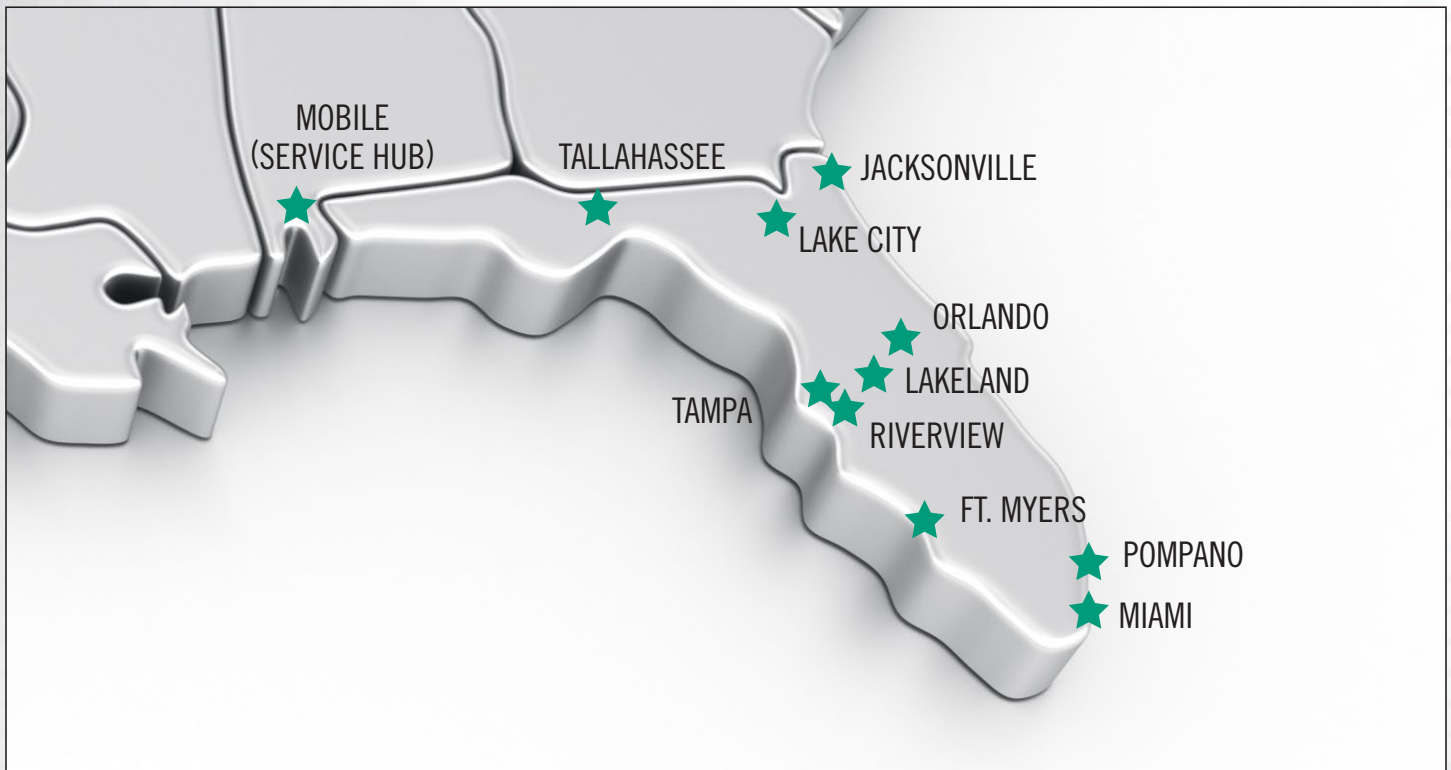 MOBILE
(SERVICE HUB)
TALLAHASSEE
JACKSONVILLE
LAKE CITY
ORLANDO
LAKELAND
TAMPA
RIVERVIEW
FT. MYERS
POMPANO
MIAMI